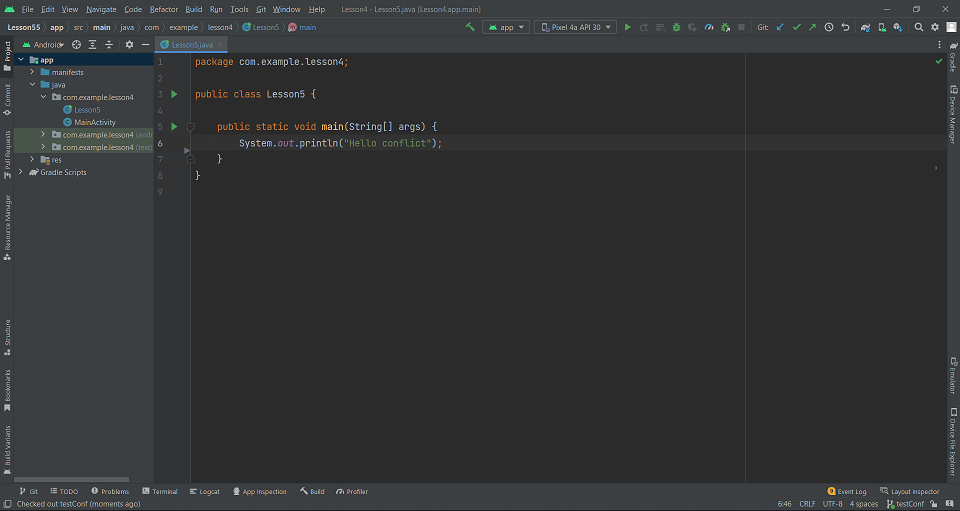 File Edit View Navigate Code Refactor Build Run Tools Git Window Help Lesson4 - Lesson5.java [Lesson4.app.main]
Lesson55 app src main java com example lesson4 Lesson5 main app Pixel 4a API 30 Git:
Project
Commit
Pull Requests
Resource Manager
Structure
Bookmarks
Build Variants
Android
app
manifests
java
com.example.lesson4
Lesson5
MainActivity
com.example.lesson4 (andr
com.example.lesson4 (test)
res
Gradle Scripts
Lesson5.java
1 package com.example.lesson4;
2
3 public class Lesson5 {
4
5 public static void main(String[] args) {
6 System.out.println("Hello conflict");
7 }
8 }
9
Gradle
Device Manager
Emulator
Device File Explorer
Git TODO Problems Terminal Logcat App Inspection Build Profiler 9 Event Log Layout Inspector
Checked out testConf (moments ago) 6:46 CRLF UTF-8 4 spaces testConf